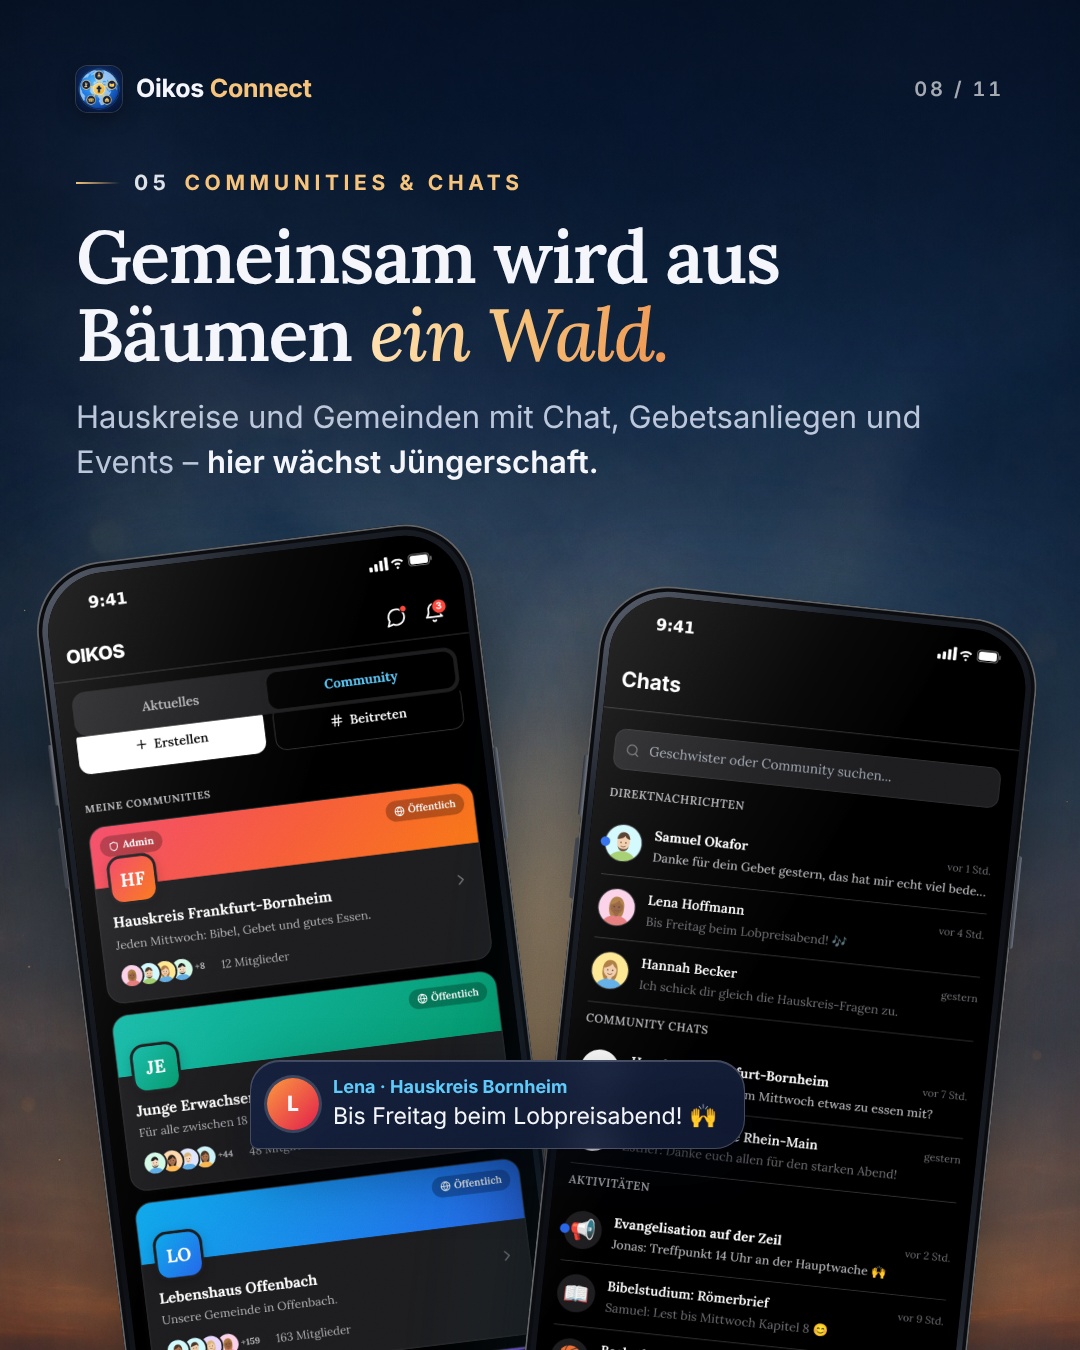 Oikos Connect
08 / 11
05 COMMUNITIES & CHATS
Gemeinsam wird aus
Bäumen ein Wald.
Hauskreise und Gemeinden mit Chat, Gebetsanliegen und
Events – hier wächst Jüngerschaft.
9:41
3
OIKOS
Aktuelles
Community
+ Erstellen
# Beitreten
MEINE COMMUNITIES
Admin
Öffentlich
HF
Hauskreis Frankfurt-Bornheim
Jeden Mittwoch: Bibel, Gebet und gutes Essen.
+8 12 Mitglieder
Öffentlich
JE
Junge Erwachse
Für alle zwischen 18
+44
Öffentlich
LO
Lebenshaus Offenbach
Unsere Gemeinde in Offenbach.
+159 163 Mitglieder
L
Lena · Hauskreis Bornheim
Bis Freitag beim Lobpreisabend! 🙌
9:41
Chats
Geschwister oder Community suchen...
DIREKTNACHRICHTEN
Samuel Okafor
vor 1 Std.
Danke für dein Gebet gestern, das hat mir echt viel bede...
Lena Hoffmann
vor 4 Std.
Bis Freitag beim Lobpreisabend! 🎶
Hannah Becker
gestern
Ich schick dir gleich die Hauskreis-Fragen zu.
COMMUNITY CHATS
furt-Bornheim
vor 7 Std.
m Mittwoch etwas zu essen mit?
Rhein-Main
gestern
Danke euch allen für den starken Abend!
AKTIVITÄTEN
Evangelisation auf der Zeil
vor 2 Std.
Jonas: Treffpunkt 14 Uhr an der Hauptwache 🙌
Bibelstudium: Römerbrief
vor 9 Std.
Samuel: Lest bis Mittwoch Kapitel 8 😊